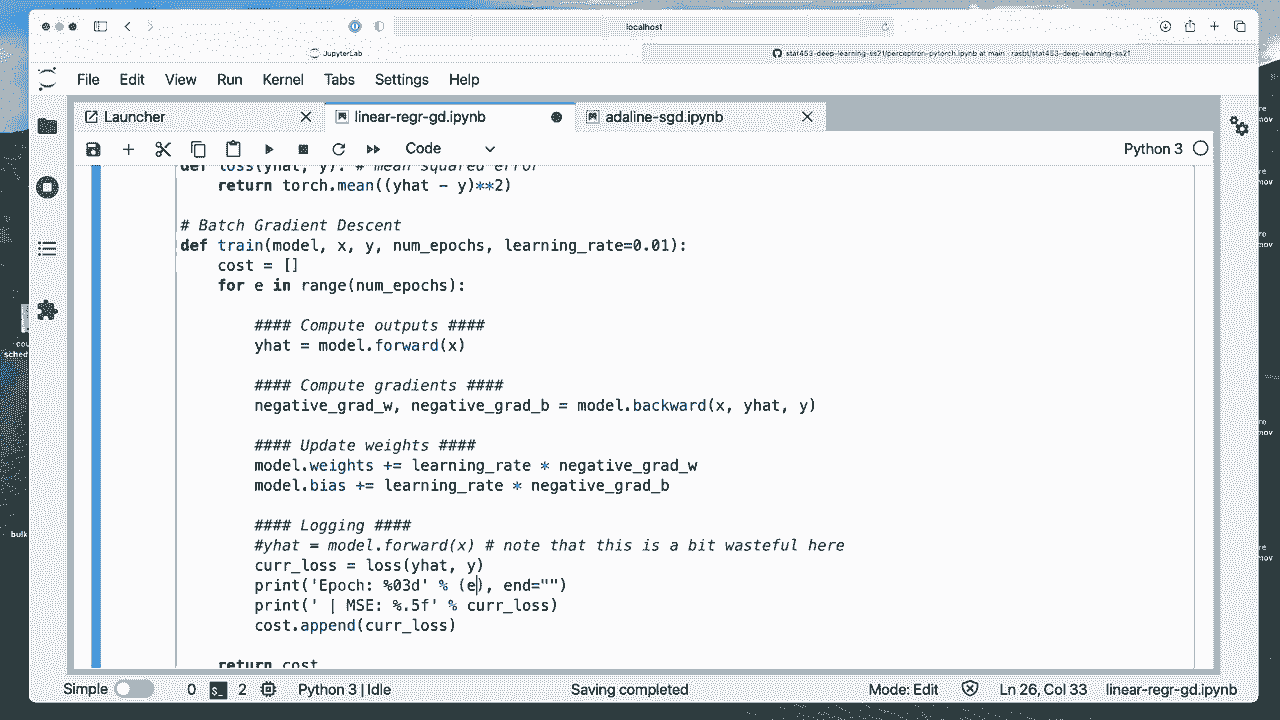 localhost
JupyterLab
stat453-deep-learning-ss21/perceptron-pytorch.ipynb at main · rasbt/stat453-deep-learning-ss21
File Edit View Run Kernel Tabs Settings Help
Launcher
linear-regr-gd.ipynb
adaline-sgd.ipynb
Code
Python 3
def loss(yhat, y): # mean squared error
return torch.mean((yhat - y)**2)
# Batch Gradient Descent
def train(model, x, y, num_epochs, learning_rate=0.01):
cost = []
for e in range(num_epochs):
#### Compute outputs ####
yhat = model.forward(x)
#### Compute gradients ####
negative_grad_w, negative_grad_b = model.backward(x, yhat, y)
#### Update weights ####
model.weights += learning_rate * negative_grad_w
model.bias += learning_rate * negative_grad_b
#### Logging ####
#yhat = model.forward(x) # note that this is a bit wasteful here
curr_loss = loss(yhat, y)
print('Epoch: %03d' % (e), end="")
print(' | MSE: %.5f' % curr_loss)
cost.append(curr_loss)
return cost
Simple 0 2 Python 3 | Idle Saving completed Mode: Edit Ln 26, Col 33 linear-regr-gd.ipynb
bulk
sched